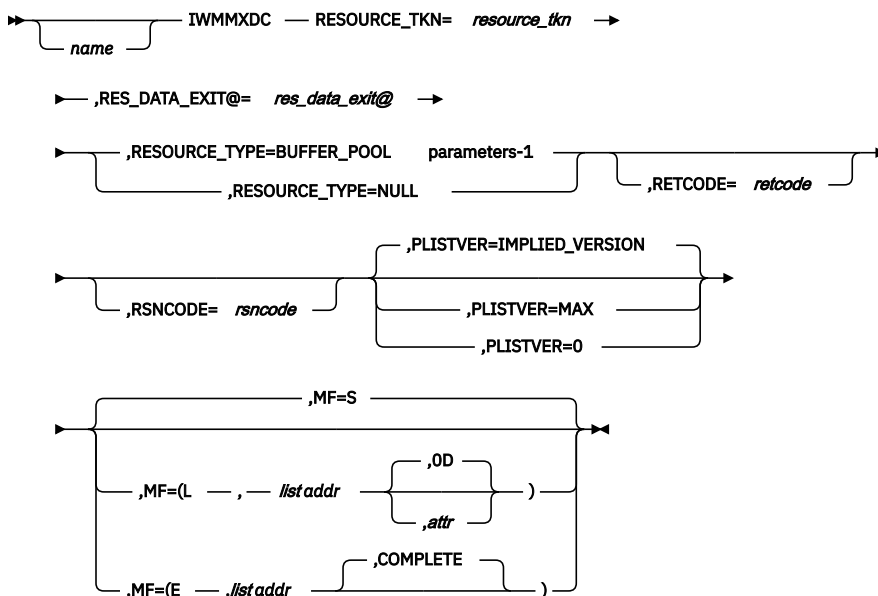 IWMMXDC RESOURCE_TKN= resource_tkn
name
,RES_DATA_EXIT@= res_data_exit@
,RESOURCE_TYPE=BUFFER_POOL parameters-1
,RESOURCE_TYPE=NULL
,RETCODE= retcode
,PLISTVER=IMPLIED_VERSION
,RSNCODE= rsncode
,PLISTVER=MAX
,PLISTVER=0
,MF=S
,MF=(L , list addr ,0D )
,attr
,COMPLETE
,MF=(E ,list addr )